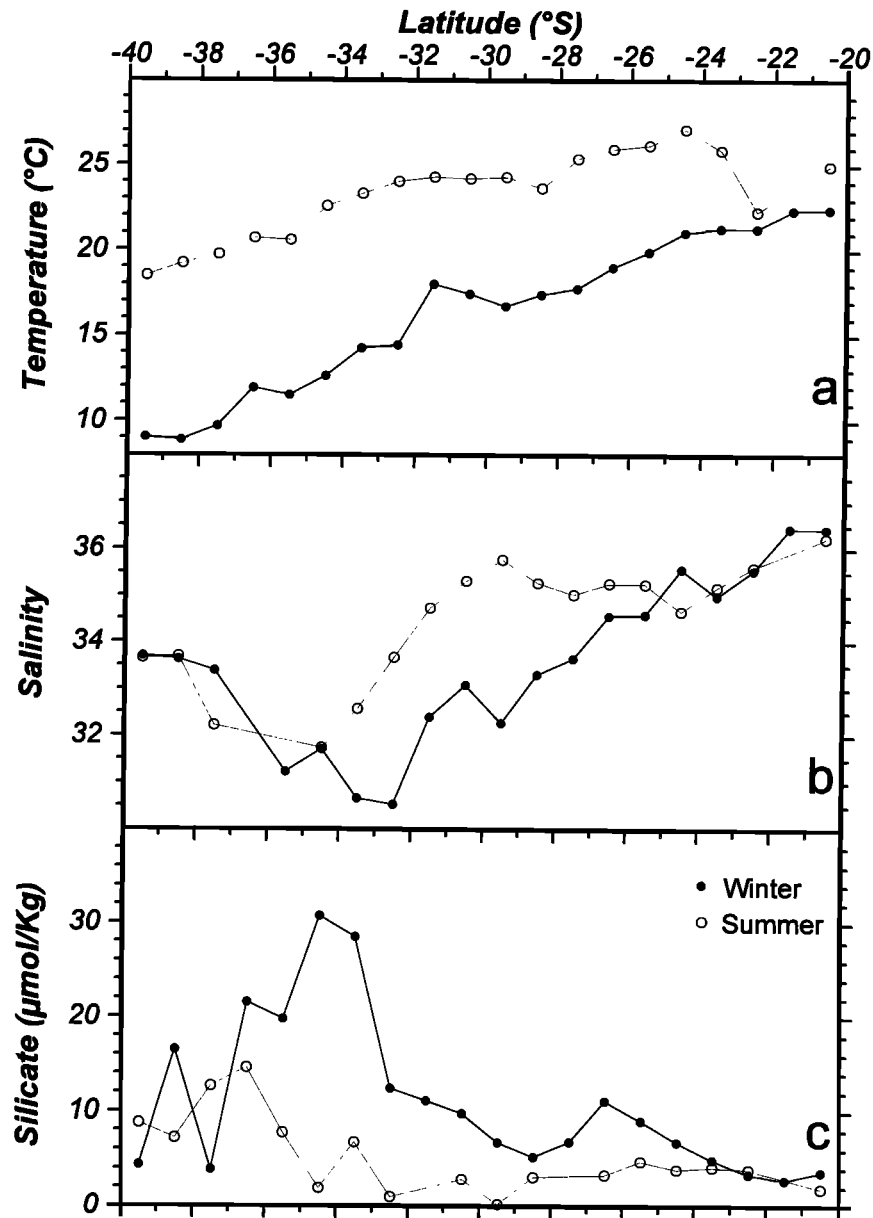 Latitude (°S)
-40 -38 -36 -34 -32 -30 -28 -26 -24 -22 -20
Temperature (°C)
25
20
15
10
a
Salinity
36
34
32
b
Silicate (µmol/Kg)
30
20
10
0
Winter
Summer
c